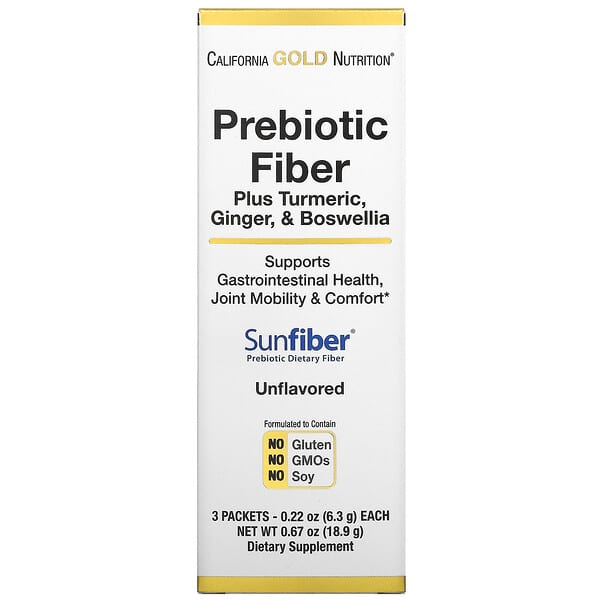 CALIFORNIA GOLD NUTRITION®
Prebiotic
Fiber
Plus Turmeric,
Ginger, & Boswellia
Supports
Gastrointestinal Health,
Joint Mobility & Comfort*
Sunfiber®
Prebiotic Dietary Fiber
Unflavored
Formulated to Contain
NO Gluten
NO GMOs
NO Soy
3 PACKETS - 0.22 oz (6.3 g) EACH
NET WT 0.67 oz (18.9 g)
Dietary Supplement